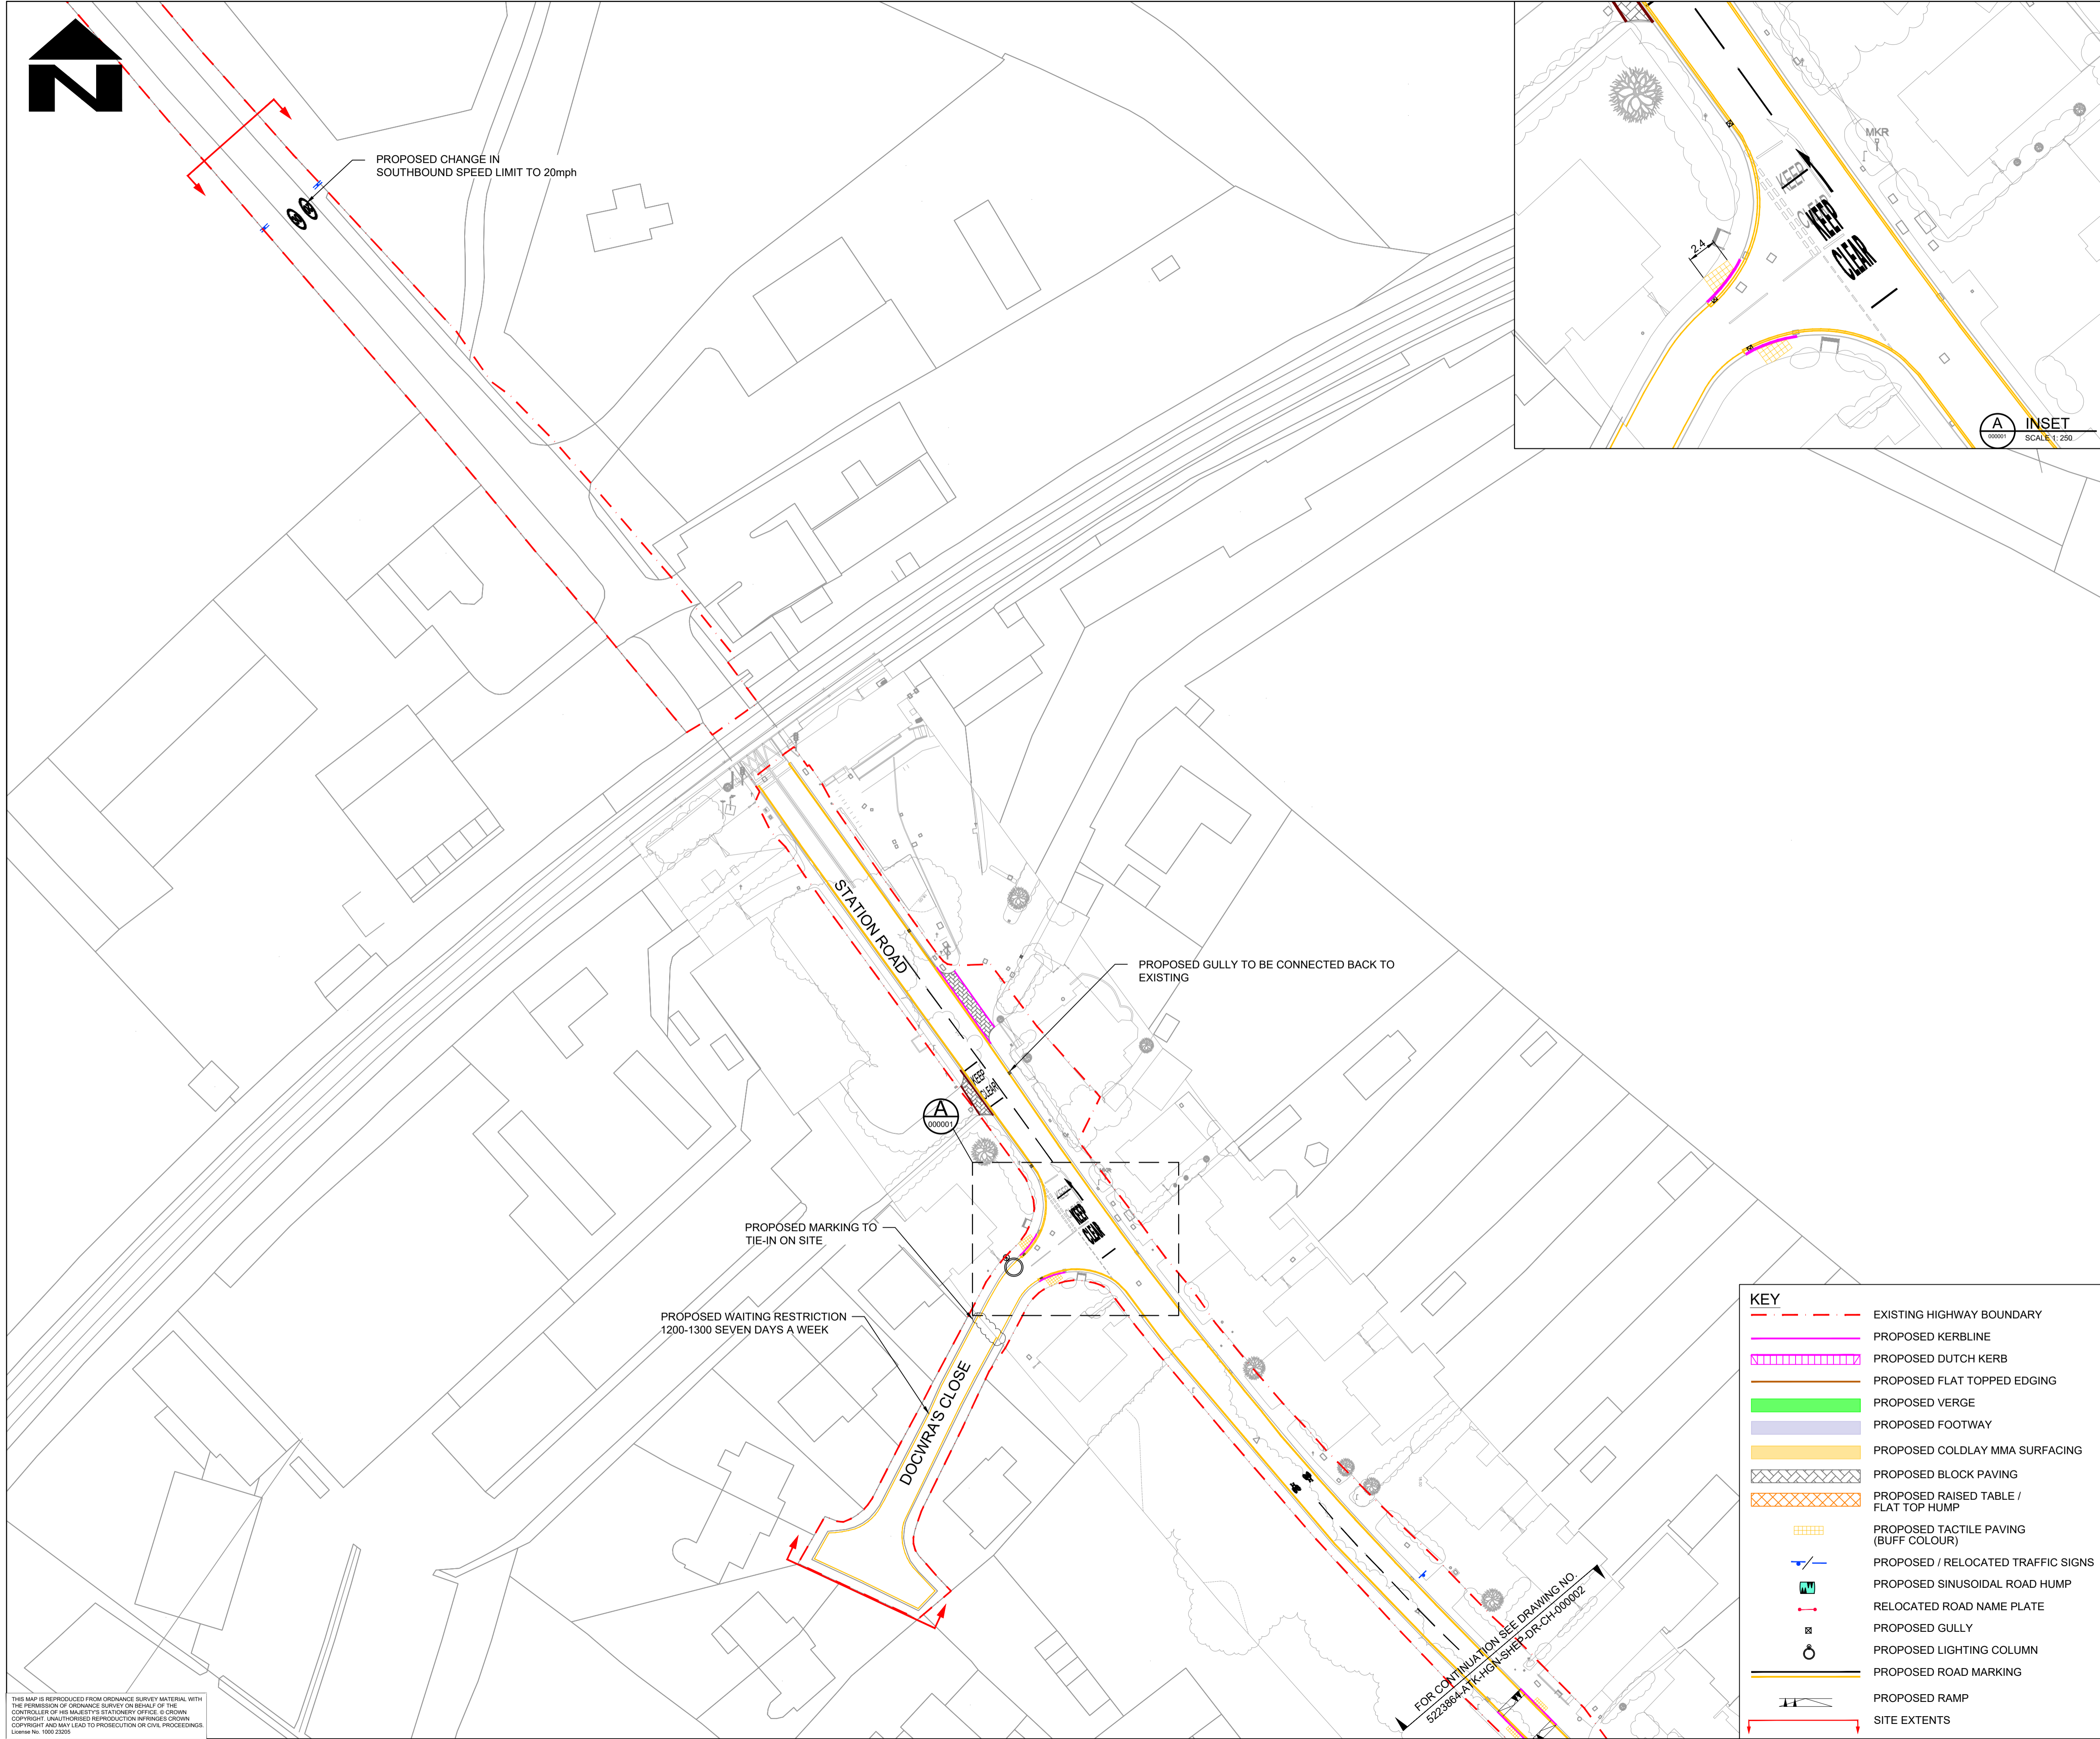 N
PROPOSED CHANGE IN
SOUTHBOUND SPEED LIMIT TO 20mph
MKR
KEEP
CLEAR
KEEP
CLEAR
2.4
A
000001
INSET
SCALE 1: 250
STATION ROAD
PROPOSED GULLY TO BE CONNECTED BACK TO
EXISTING
KEEP
CLEAR
A
000001
KEEP
CLEAR
PROPOSED MARKING TO
TIE-IN ON SITE
PROPOSED WAITING RESTRICTION
1200-1300 SEVEN DAYS A WEEK
DOCWRA'S CLOSE
FOR CONTINUATION SEE DRAWING NO.
5223864-ATK-HGN-SHEP-DR-CH-000002
KEY
EXISTING HIGHWAY BOUNDARY
PROPOSED KERBLINE
PROPOSED DUTCH KERB
PROPOSED FLAT TOPPED EDGING
PROPOSED VERGE
PROPOSED FOOTWAY
PROPOSED COLDLAY MMA SURFACING
PROPOSED BLOCK PAVING
PROPOSED RAISED TABLE /
FLAT TOP HUMP
PROPOSED TACTILE PAVING
(BUFF COLOUR)
PROPOSED / RELOCATED TRAFFIC SIGNS
PROPOSED SINUSOIDAL ROAD HUMP
RELOCATED ROAD NAME PLATE
PROPOSED GULLY
PROPOSED LIGHTING COLUMN
PROPOSED ROAD MARKING
PROPOSED RAMP
SITE EXTENTS
THIS MAP IS REPRODUCED FROM ORDNANCE SURVEY MATERIAL WITH
THE PERMISSION OF ORDNANCE SURVEY ON BEHALF OF THE
CONTROLLER OF HIS MAJESTY'S STATIONERY OFFICE. © CROWN
COPYRIGHT. UNAUTHORISED REPRODUCTION INFRINGES CROWN
COPYRIGHT AND MAY LEAD TO PROSECUTION OR CIVIL PROCEEDINGS.
License No. 1000 23205